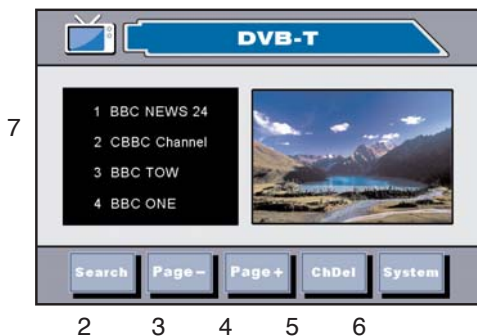 DVB-T
1 BBC NEWS 24
2 CBBC Channel
3 BBC TOW
4 BBC ONE
7
Search Page- Page+ ChDel System
2 3 4 5 6